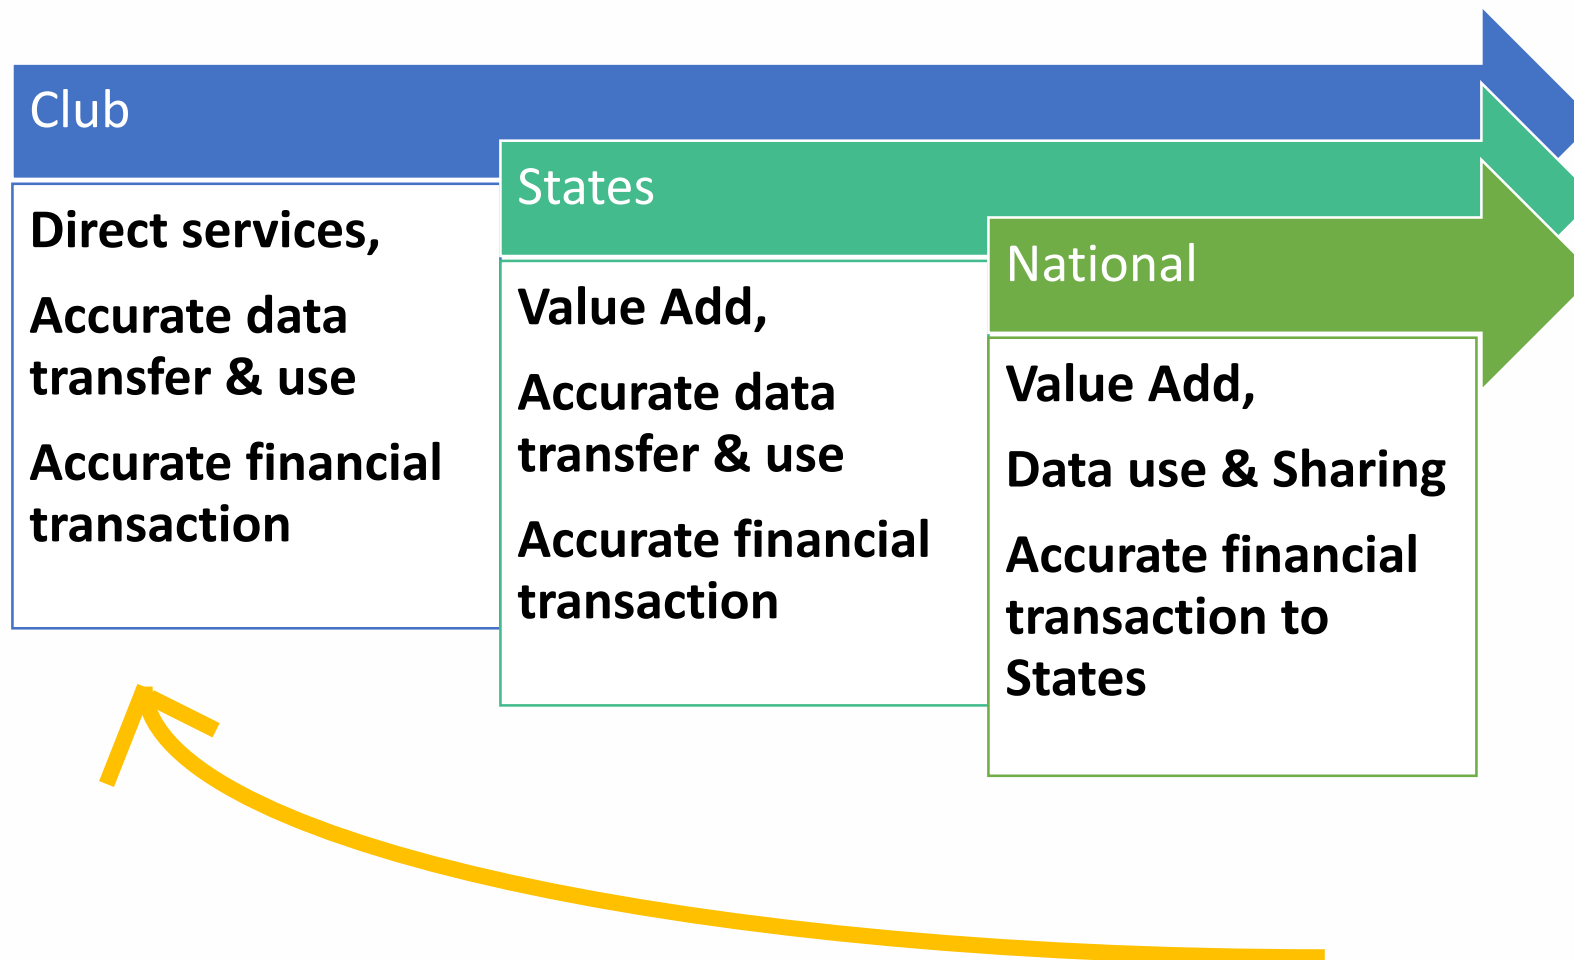 Club
Direct services,
Accurate data
transfer & use
Accurate financial
transaction
States
Value Add,
Accurate data
transfer & use
Accurate financial
transaction
National
Value Add,
Data use & Sharing
Accurate financial
transaction to
States